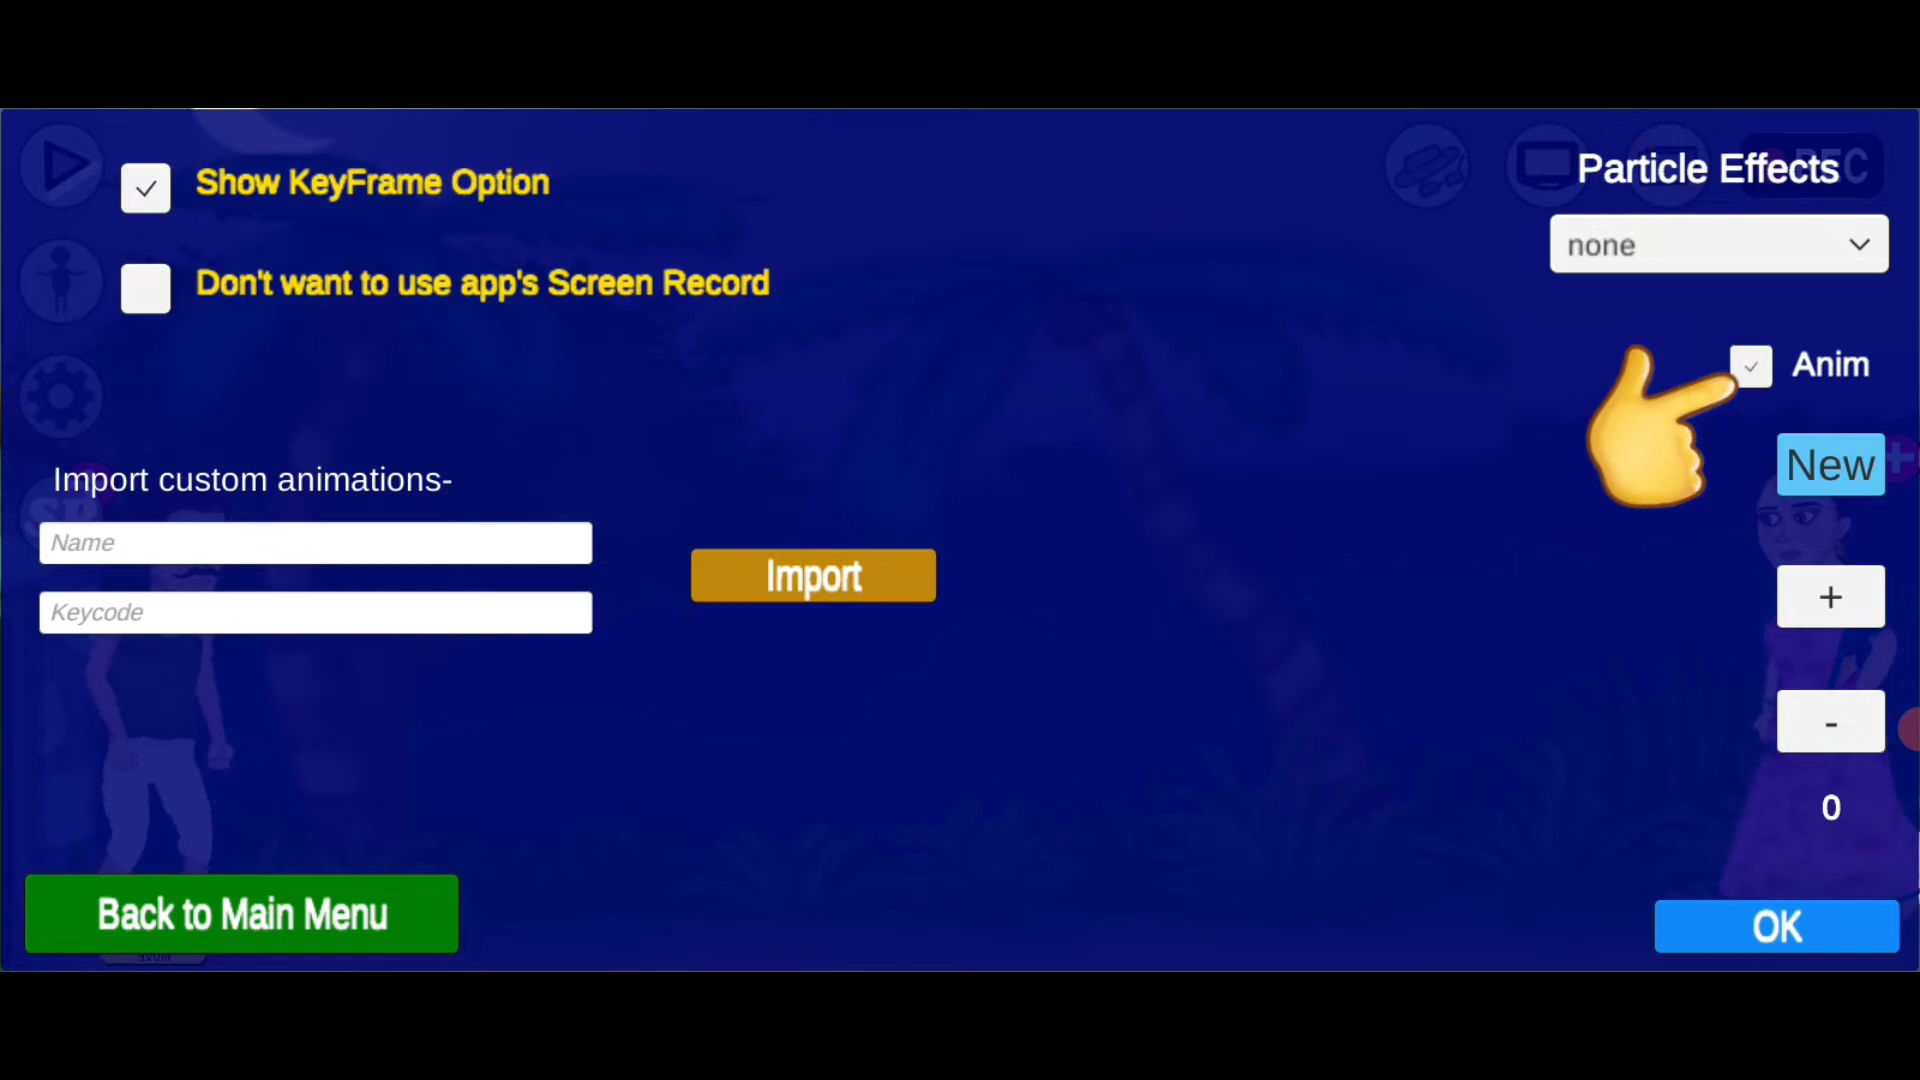 Show KeyFrame Option
Don't want to use app's Screen Record
Particle Effects
none
Anim
New
Import custom animations-
Name
Keycode
Import
+
-
0
Back to Main Menu
OK